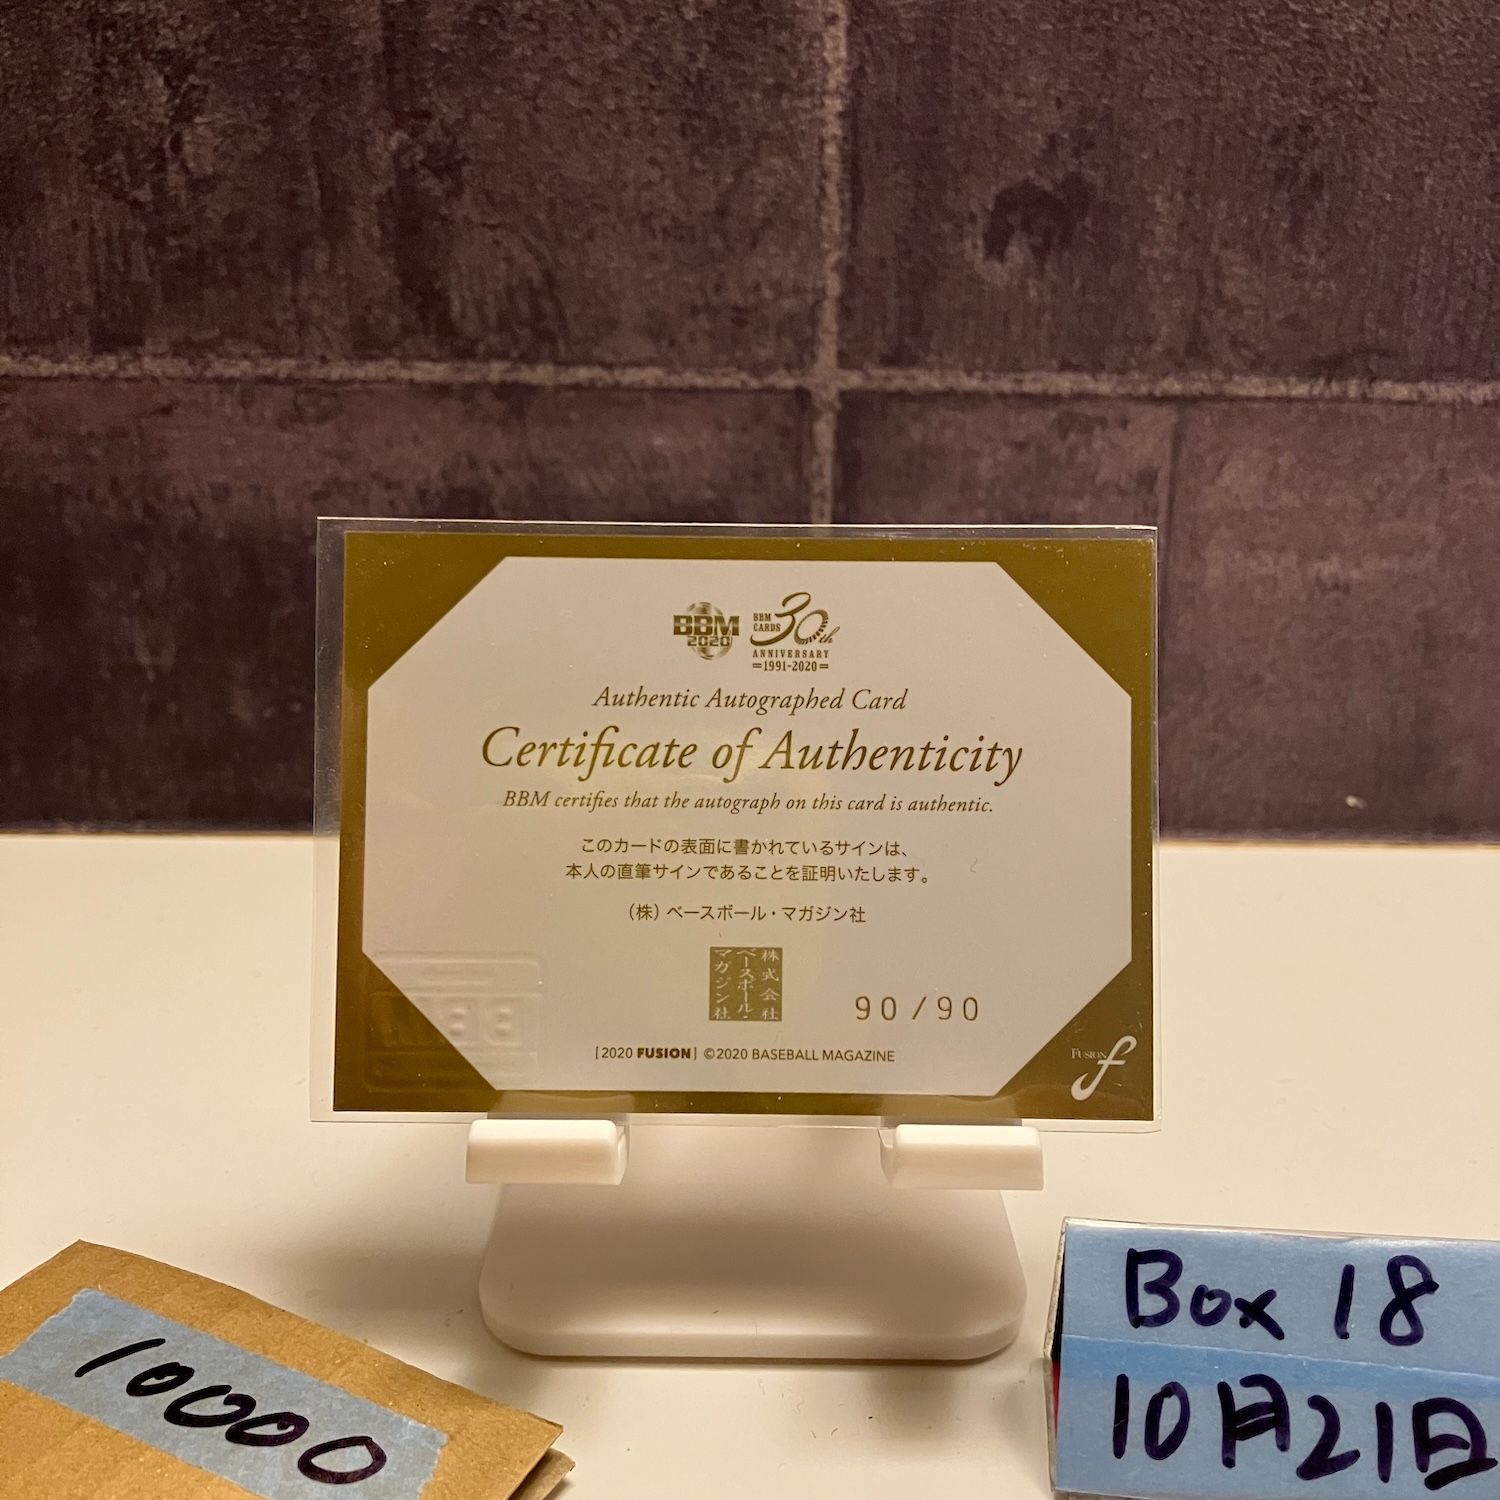 BBM
2020
BBM
CARDS
30th
ANNIVERSARY
1991-2020
Authentic Autographed Card
Certificate of Authenticity
BBM certifies that the autograph on this card is authentic.
このカードの表面に書かれているサインは、
本人の直筆サインであることを証明いたします。
(株) ベースボール・マガジン社
株式会社
ベースボール・
マガジン社
90/90
[2020 FUSION] ©2020 BASEBALL MAGAZINE
FUSION f
BBM
10000
Box 18
10月21日